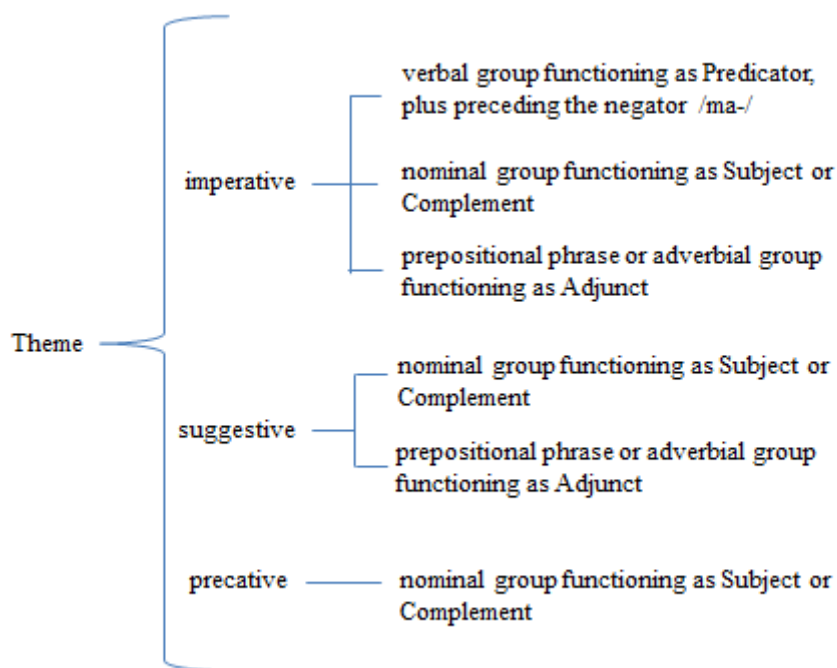 verbal group functioning as Predicator,
plus preceding the negator /ma-/
imperative
nominal group functioning as Subject or
Complement
prepositional phrase or adverbial group
functioning as Adjunct
Theme
nominal group functioning as Subject or
Complement
suggestive
prepositional phrase or adverbial group
functioning as Adjunct
precative
nominal group functioning as Subject or
Complement